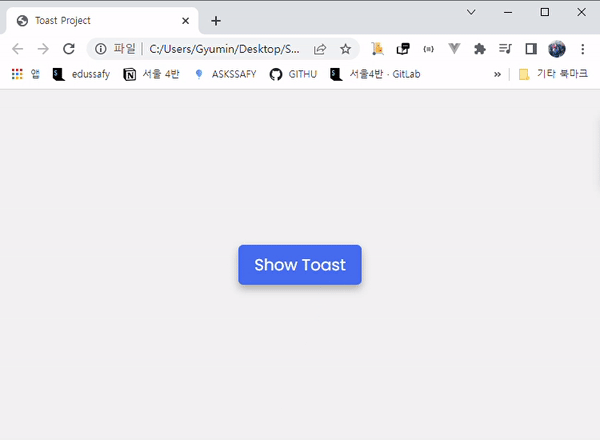 Toast Project
파일 C:/Users/Gyumin/Desktop/S...
앱 edussafy 서울 4반 ASKSSAFY GITHU 서울4반 · GitLab » 기타 북마크
Show Toast